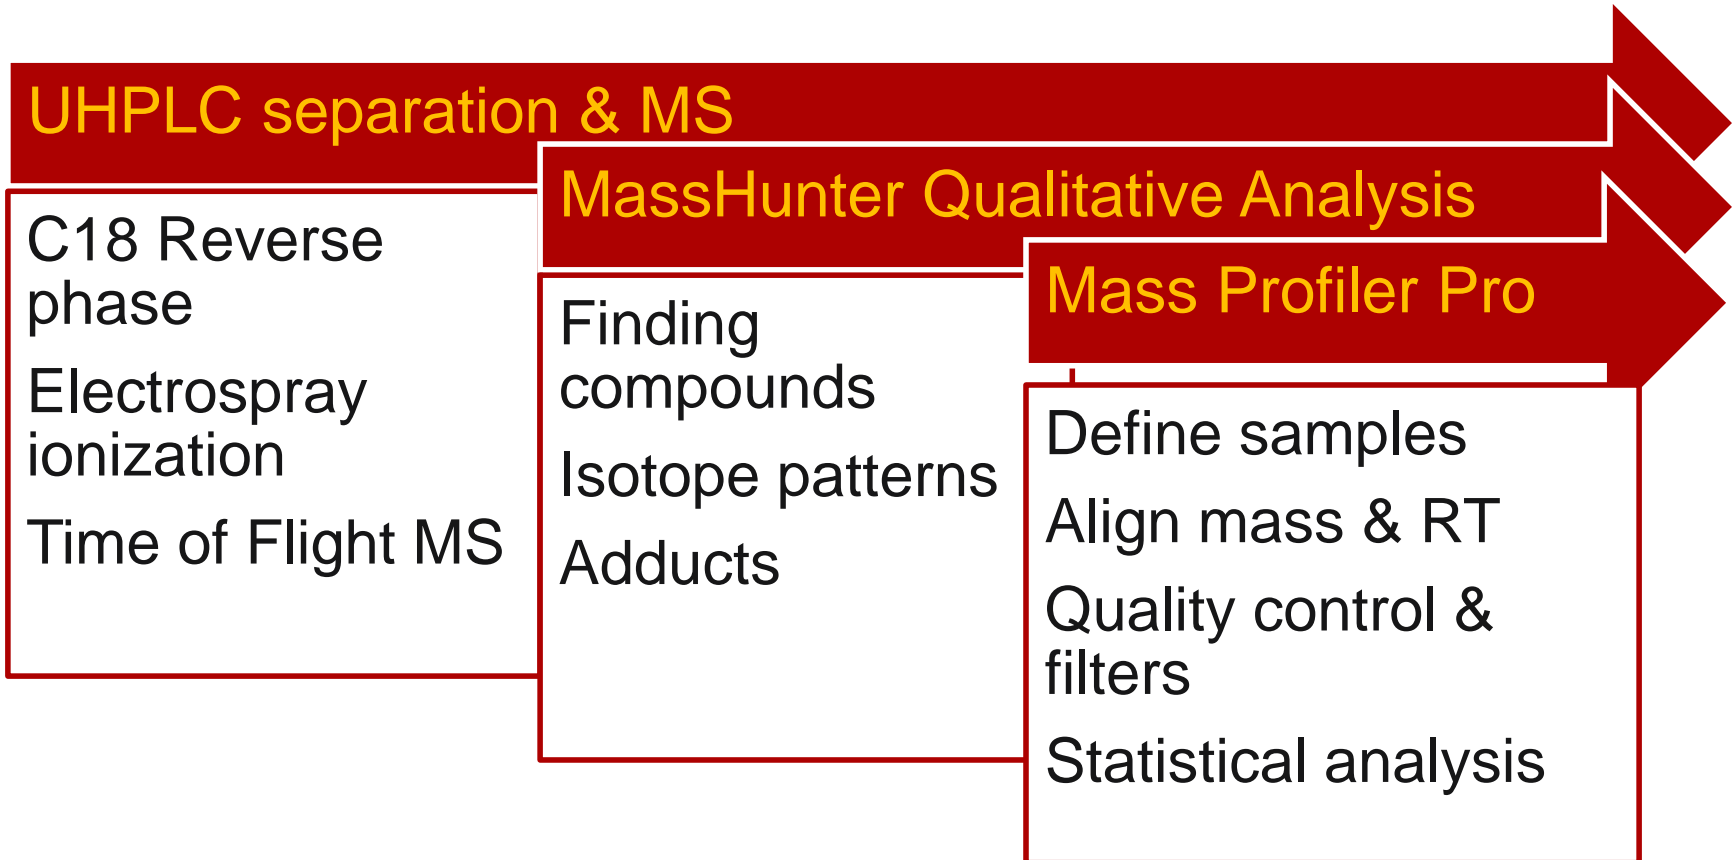 UHPLC separation & MS
C18 Reverse
phase
Electrospray
ionization
Time of Flight MS
MassHunter Qualitative Analysis
Finding
compounds
Isotope patterns
Adducts
Mass Profiler Pro
Define samples
Align mass & RT
Quality control &
filters
Statistical analysis